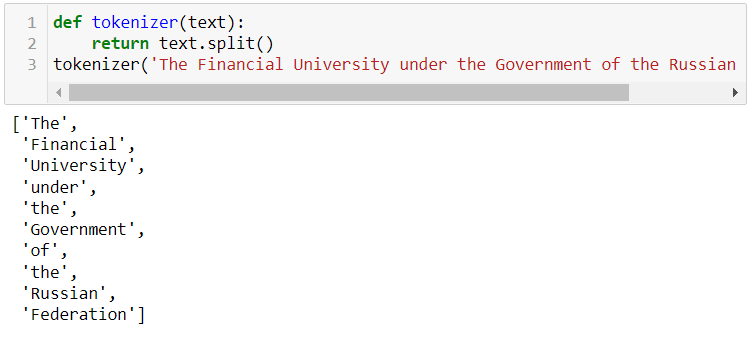 1 def tokenizer(text):
2     return text.split()
3 tokenizer('The Financial University under the Government of the Russian
['The',
 'Financial',
 'University',
 'under',
 'the',
 'Government',
 'of',
 'the',
 'Russian',
 'Federation']